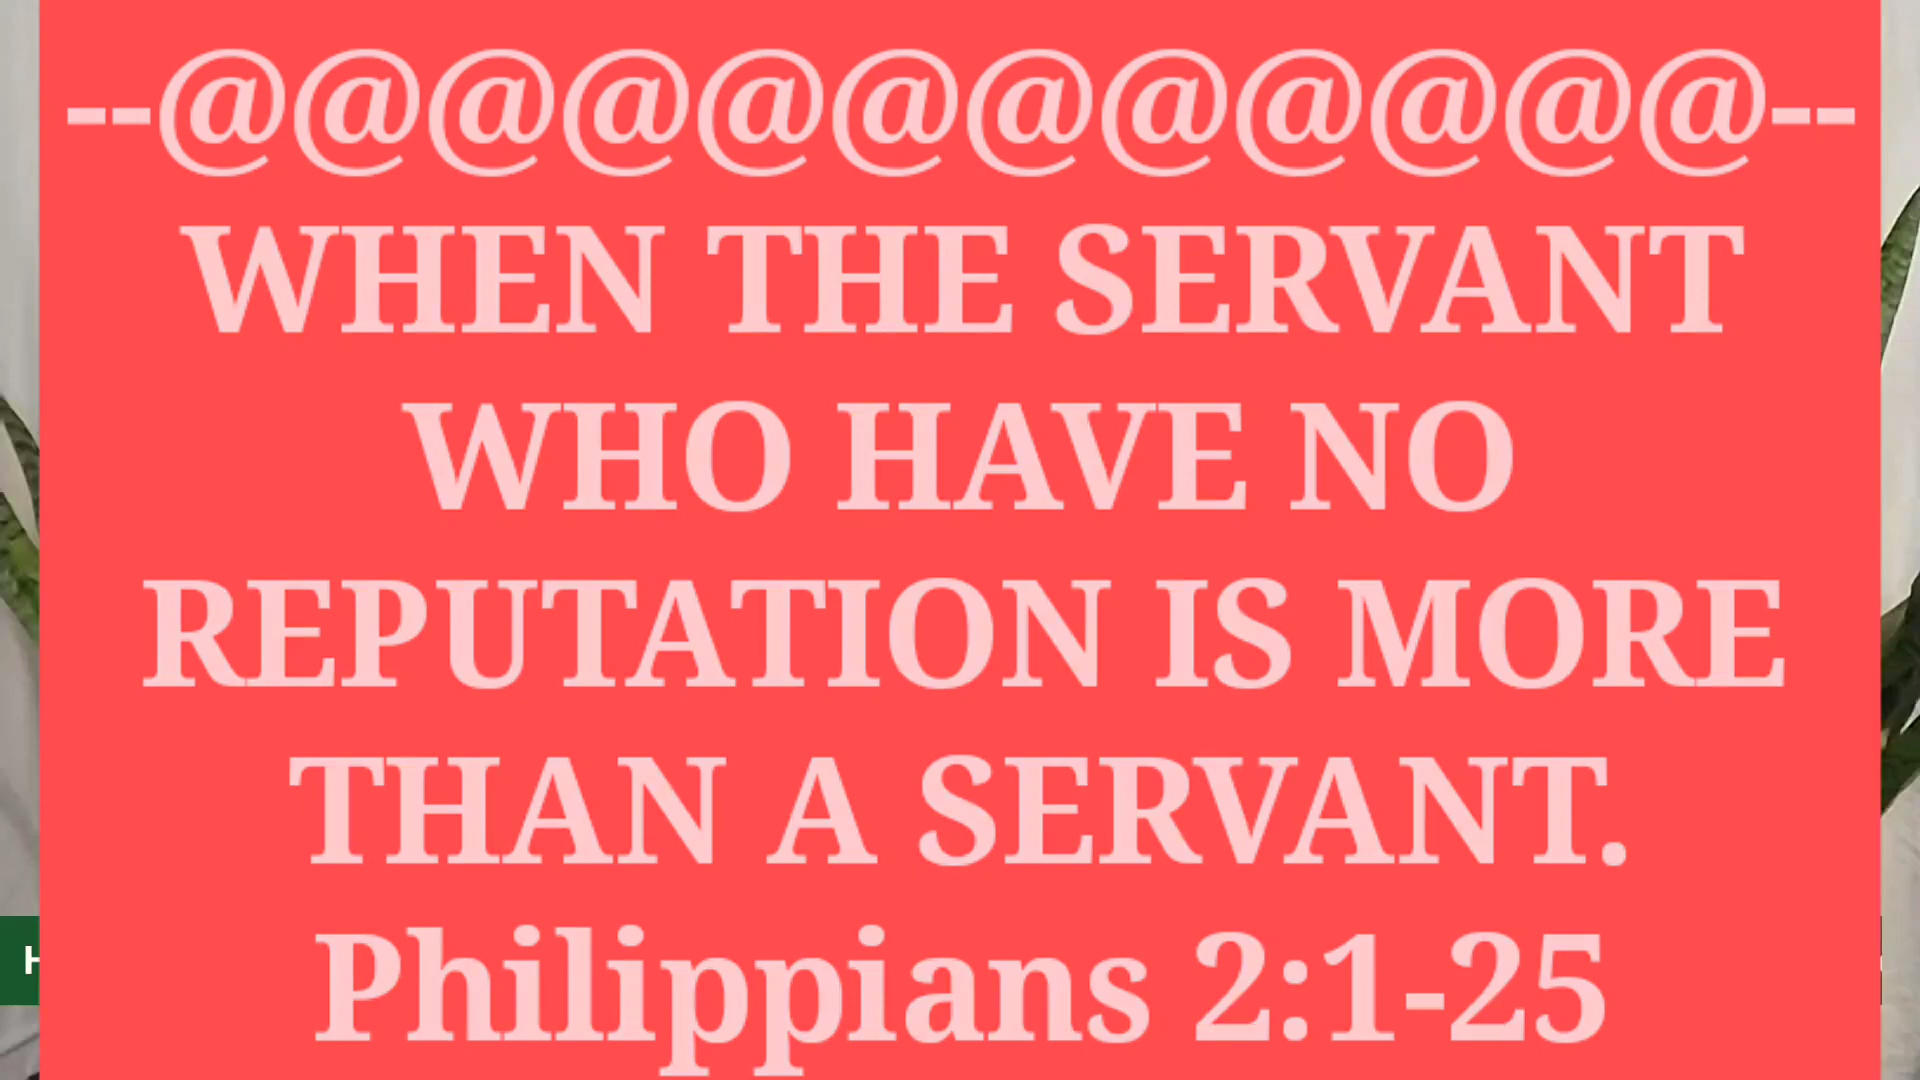 --@@@@@@@@@@@@--
WHEN THE SERVANT
WHO HAVE NO
REPUTATION IS MORE
THAN A SERVANT.
Philippians 2:1-25
H